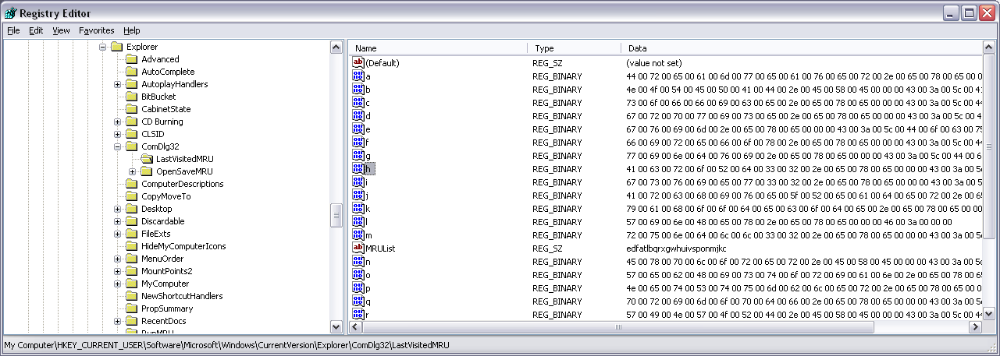 Registry Editor
File Edit View Favorites Help
Explorer
Advanced
AutoComplete
AutoplayHandlers
BitBucket
CabinetState
CD Burning
CLSID
ComDlg32
LastVisitedMRU
OpenSaveMRU
ComputerDescriptions
CopyMoveTo
Desktop
Discardable
FileExts
HideMyComputerIcons
MenuOrder
MountPoints2
MyComputer
NewShortcutHandlers
PropSummary
RecentDocs
RunMRU
Name Type Data
(Default) REG_SZ (value not set)
a REG_BINARY 44 00 72 00 65 00 61 00 6d 00 77 00 65 00 61 00 76 00 65 00 72 00 2e 00 65 00 78 00 65 00 0
b REG_BINARY 4e 00 4f 00 54 00 45 00 50 00 41 00 44 00 2e 00 45 00 58 00 45 00 00 00 43 00 3a 00 5c 00 4
c REG_BINARY 73 00 6f 00 66 00 66 00 69 00 63 00 65 00 2e 00 65 00 78 00 65 00 00 00 43 00 3a 00 5c 00 44
d REG_BINARY 67 00 72 00 70 00 77 00 69 00 73 00 65 00 2e 00 65 00 78 00 65 00 00 00 43 00 3a 00 5c 00 4
e REG_BINARY 67 00 76 00 69 00 6d 00 2e 00 65 00 78 00 65 00 00 00 43 00 3a 00 5c 00 44 00 6f 00 63 00 75
f REG_BINARY 66 00 69 00 72 00 65 00 66 00 6f 00 78 00 2e 00 65 00 78 00 65 00 00 00 43 00 3a 00 5c 00 44
g REG_BINARY 77 00 69 00 6e 00 64 00 76 00 69 00 2e 00 65 00 78 00 65 00 00 00 43 00 3a 00 5c 00 44 00 6
h REG_BINARY 41 00 63 00 72 00 6f 00 52 00 64 00 33 00 32 00 2e 00 65 00 78 00 65 00 00 00 43 00 3a 00 5
i REG_BINARY 67 00 73 00 76 00 69 00 65 00 77 00 33 00 32 00 2e 00 65 00 78 00 65 00 00 00 43 00 3a 00 5
j REG_BINARY 41 00 72 00 63 00 68 00 69 00 76 00 65 00 5f 00 52 00 65 00 61 00 64 00 65 00 72 00 2e 00 65
k REG_BINARY 79 00 61 00 68 00 6f 00 6f 00 64 00 65 00 63 00 6f 00 64 00 65 00 2e 00 65 00 78 00 65 00 00
l REG_BINARY 57 00 69 00 6e 00 48 00 65 00 78 00 2e 00 65 00 78 00 65 00 00 00 46 00 3a 00 00 00
m REG_BINARY 72 00 75 00 6e 00 64 00 6c 00 6c 00 33 00 32 00 2e 00 65 00 78 00 65 00 00 00 43 00 3a 00 5
MRUList REG_SZ edfatlbqrxgwhuivsponmjkc
n REG_BINARY 45 00 78 00 70 00 6c 00 6f 00 72 00 65 00 72 00 2e 00 45 00 58 00 45 00 00 00 43 00 3a 00 5
o REG_BINARY 57 00 65 00 62 00 48 00 69 00 73 00 74 00 6f 00 72 00 69 00 61 00 6e 00 2e 00 65 00 78 00 65
p REG_BINARY 4e 00 65 00 74 00 53 00 74 00 75 00 6d 00 62 00 6c 00 65 00 72 00 2e 00 65 00 78 00 65 00 0
q REG_BINARY 70 00 72 00 69 00 6d 00 6f 00 70 00 64 00 66 00 2e 00 65 00 78 00 65 00 00 00 43 00 3a 00 5
r REG_BINARY 57 00 49 00 4e 00 57 00 4f 00 52 00 44 00 2e 00 45 00 58 00 45 00 00 00 43 00 3a 00 5c 00 44
My Computer\HKEY_CURRENT_USER\Software\Microsoft\Windows\CurrentVersion\Explorer\ComDlg32\LastVisitedMRU